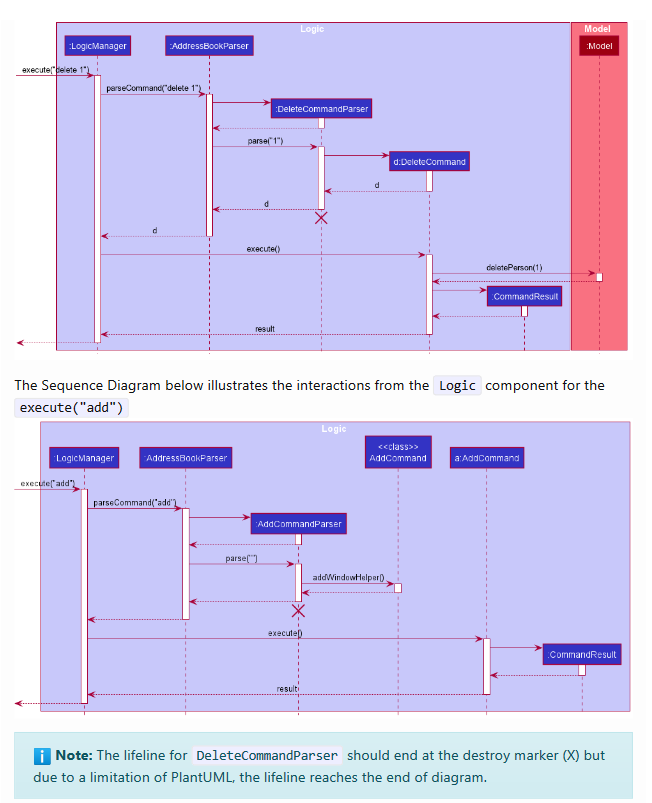 Logic
Model
:LogicManager
:AddressBookParser
:Model
execute("delete 1")
parseCommand("delete 1")
:DeleteCommandParser
parse("1")
d:DeleteCommand
d
d
d
execute()
deletePerson(1)
:CommandResult
result
The Sequence Diagram below illustrates the interactions from the Logic component for the
execute("add")
Logic
<<class>>
:LogicManager
:AddressBookParser
AddCommand
a:AddCommand
execute("add")
parseCommand("add")
:AddCommandParser
parse("")
addWindowHelper()
execute()
:CommandResult
result
Note: The lifeline for DeleteCommandParser should end at the destroy marker (X) but
due to a limitation of PlantUML, the lifeline reaches the end of diagram.